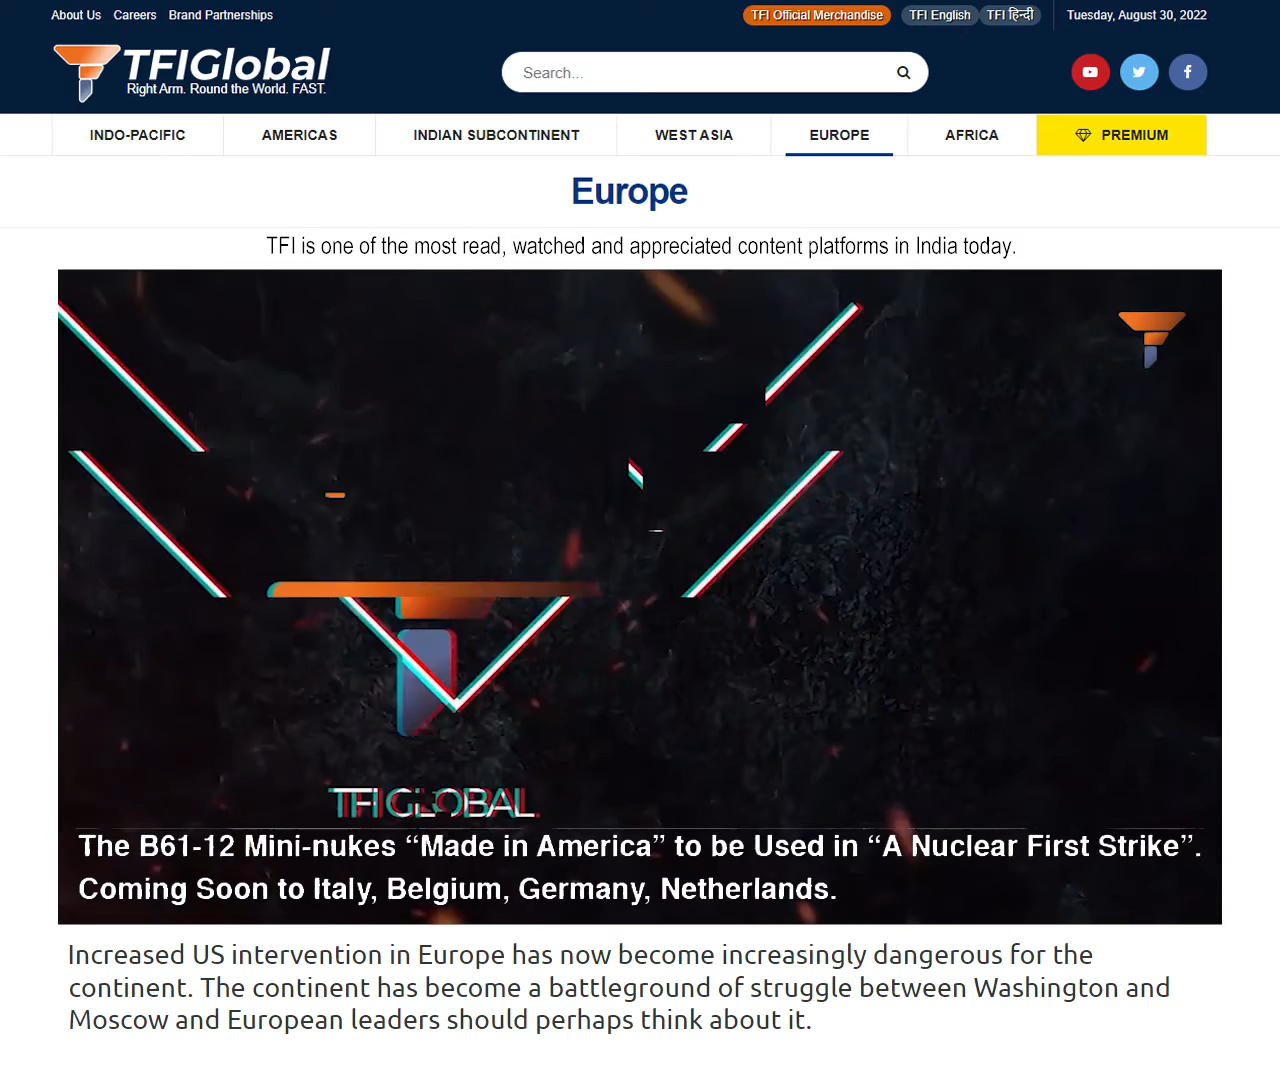 About Us Careers Brand Partnerships
TFI Official Merchandise TFI English TFI हिन्दी Tuesday, August 30, 2022
TFIGlobal
Right Arm. Round the World. FAST.
Search...
INDO-PACIFIC AMERICAS INDIAN SUBCONTINENT WEST ASIA EUROPE AFRICA PREMIUM
Europe
TFI is one of the most read, watched and appreciated content platforms in India today.
TFIGLOBAL
The B61-12 Mini-nukes “Made in America” to be Used in “A Nuclear First Strike”.
Coming Soon to Italy, Belgium, Germany, Netherlands.
Increased US intervention in Europe has now become increasingly dangerous for the
continent. The continent has become a battleground of struggle between Washington and
Moscow and European leaders should perhaps think about it.